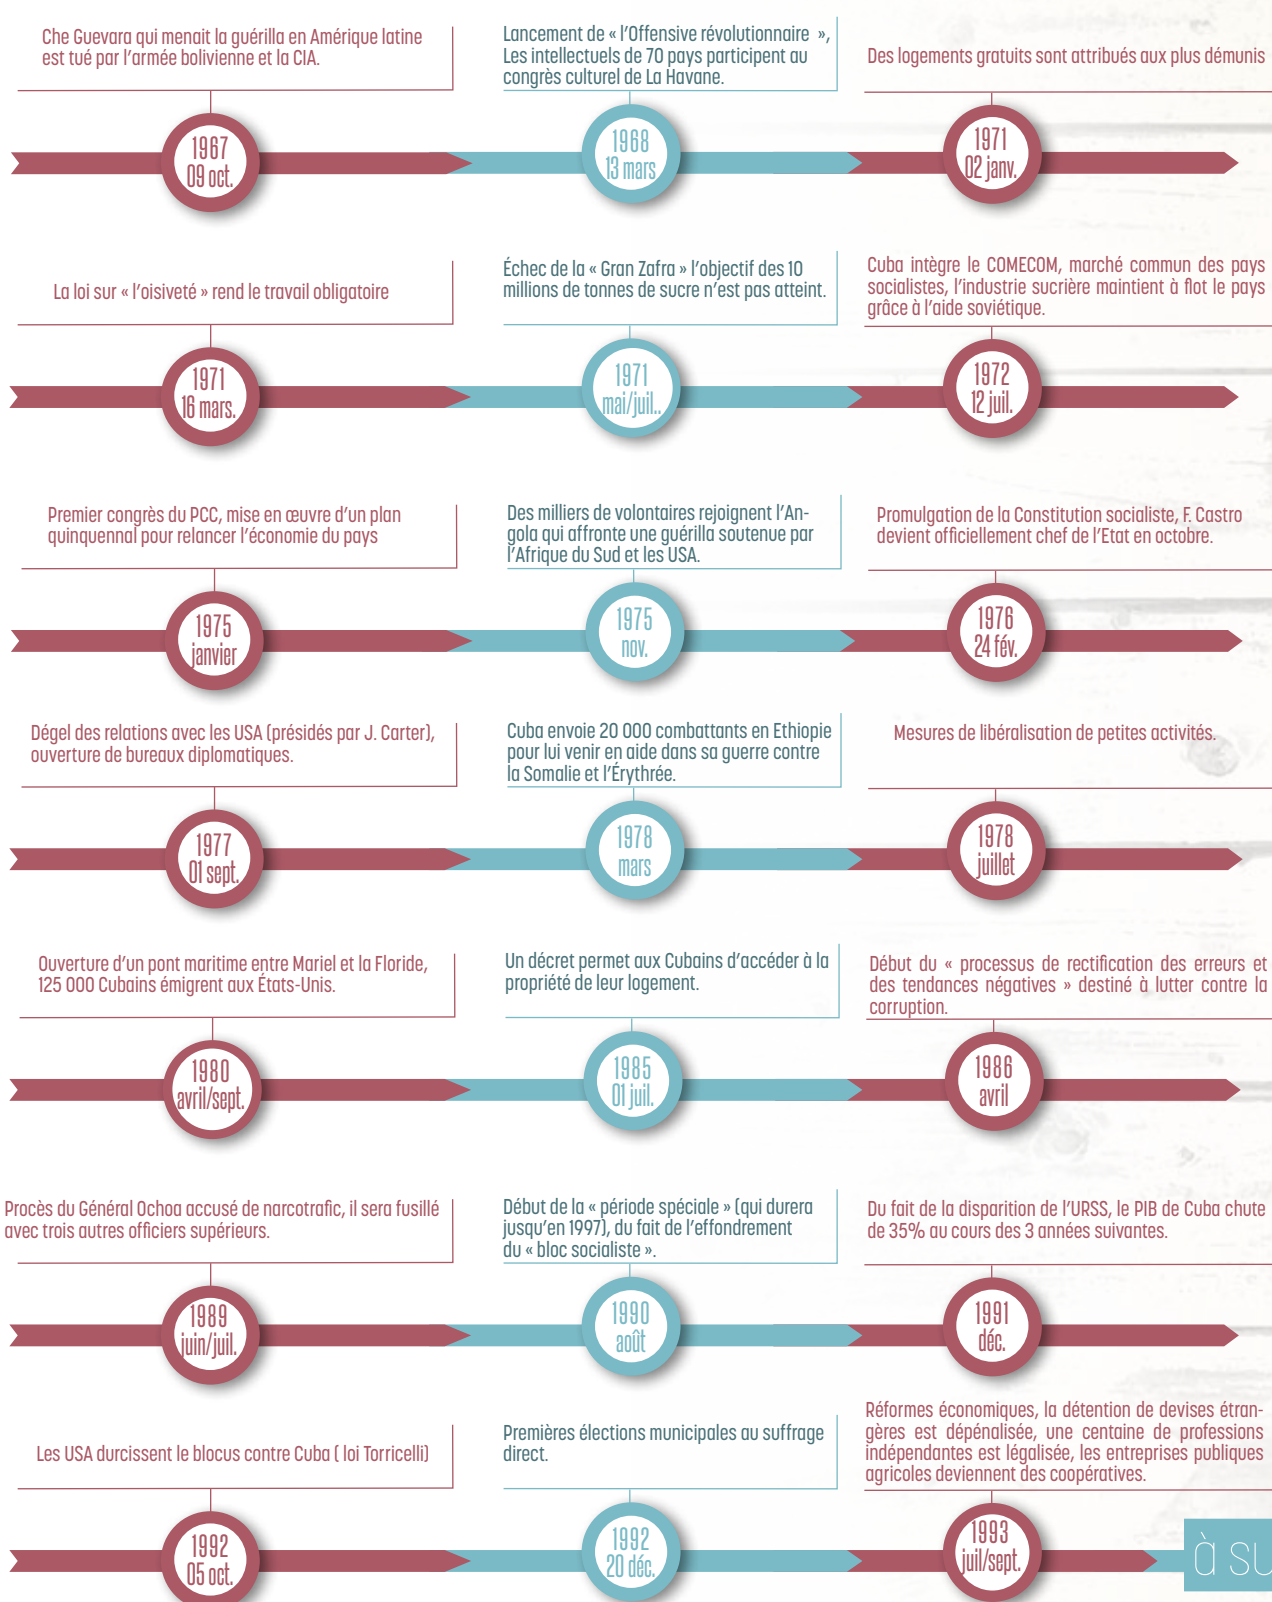 Che Guevara qui menait la guérilla en Amérique latine
est tué par l'armée bolivienne et la CIA.
1967
09 oct.
Lancement de « l'Offensive révolutionnaire »,
Les intellectuels de 70 pays participent au
congrès culturel de La Havane.
1968
13 mars
Des logements gratuits sont attribués aux plus démunis
1971
02 janv.
La loi sur « l'oisiveté » rend le travail obligatoire
1971
16 mars.
Échec de la « Gran Zafra » l'objectif des 10
millions de tonnes de sucre n'est pas atteint.
1971
mai/juil..
Cuba intègre le COMECOM, marché commun des pays
socialistes, l'industrie sucrière maintient à flot le pays
grâce à l'aide soviétique.
1972
12 juil.
Premier congrès du PCC, mise en œuvre d'un plan
quinquennal pour relancer l'économie du pays
1975
janvier
Des milliers de volontaires rejoignent l'An-
gola qui affronte une guérilla soutenue par
l'Afrique du Sud et les USA.
1975
nov.
Promulgation de la Constitution socialiste, F. Castro
devient officiellement chef de l'Etat en octobre.
1976
24 fév.
Dégel des relations avec les USA (présidés par J. Carter),
ouverture de bureaux diplomatiques.
1977
01 sept.
Cuba envoie 20 000 combattants en Ethiopie
pour lui venir en aide dans sa guerre contre
la Somalie et l'Érythrée.
1978
mars
Mesures de libéralisation de petites activités.
1978
juillet
Ouverture d'un pont maritime entre Mariel et la Floride,
125 000 Cubains émigrent aux États-Unis.
1980
avril/sept.
Un décret permet aux Cubains d'accéder à la
propriété de leur logement.
1985
01 juil.
Début du « processus de rectification des erreurs et
des tendances négatives » destiné à lutter contre la
corruption.
1986
avril
Procès du Général Ochoa accusé de narcotrafic, il sera fusillé
avec trois autres officiers supérieurs.
1989
juin/juil.
Début de la « période spéciale » (qui durera
jusqu'en 1997), du fait de l'effondrement
du « bloc socialiste ».
1990
août
Du fait de la disparition de l'URSS, le PIB de Cuba chute
de 35% au cours des 3 années suivantes.
1991
déc.
Les USA durcissent le blocus contre Cuba ( loi Torricelli)
1992
05 oct.
Premières élections municipales au suffrage
direct.
1992
20 déc.
Réformes économiques, la détention de devises étran-
gères est dépénalisée, une centaine de professions
indépendantes est légalisée, les entreprises publiques
agricoles deviennent des coopératives.
1993
juil/sept.
à su